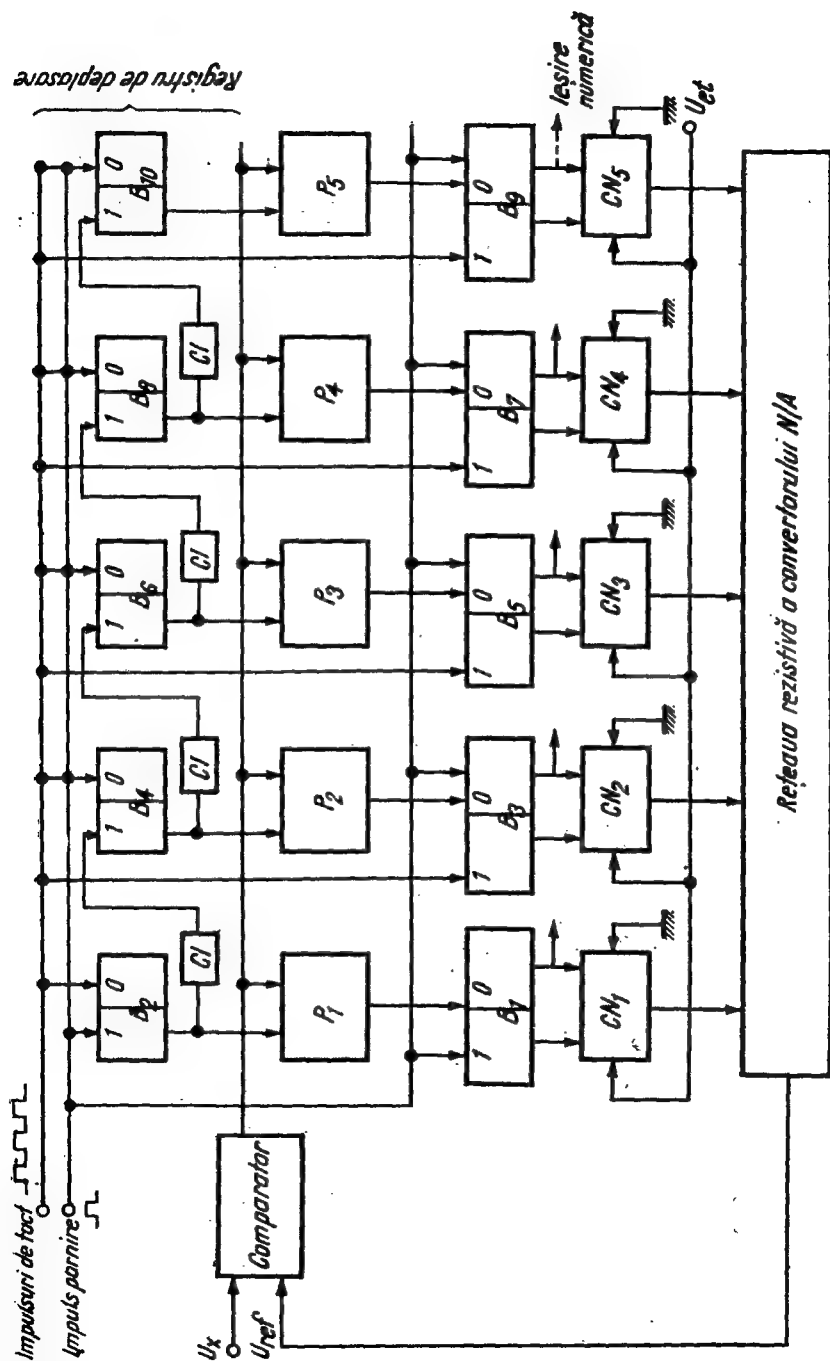 Impulsuri de tact
Impuls pornire
Registru de deplasare
1 0 B2
1 0 B4
1 0 B6
1 0 B8
1 0 B10
CI
CI
CI
CI
Ux
Uref
Comparator
P1
P2
P3
P4
P5
1 0 B1
1 0 B3
1 0 B5
1 0 B7
1 0 B9
Ieșire
numerică
CN1
CN2
CN3
CN4
CN5
Uet
Rețeaua rezistivă a convertorului N/A